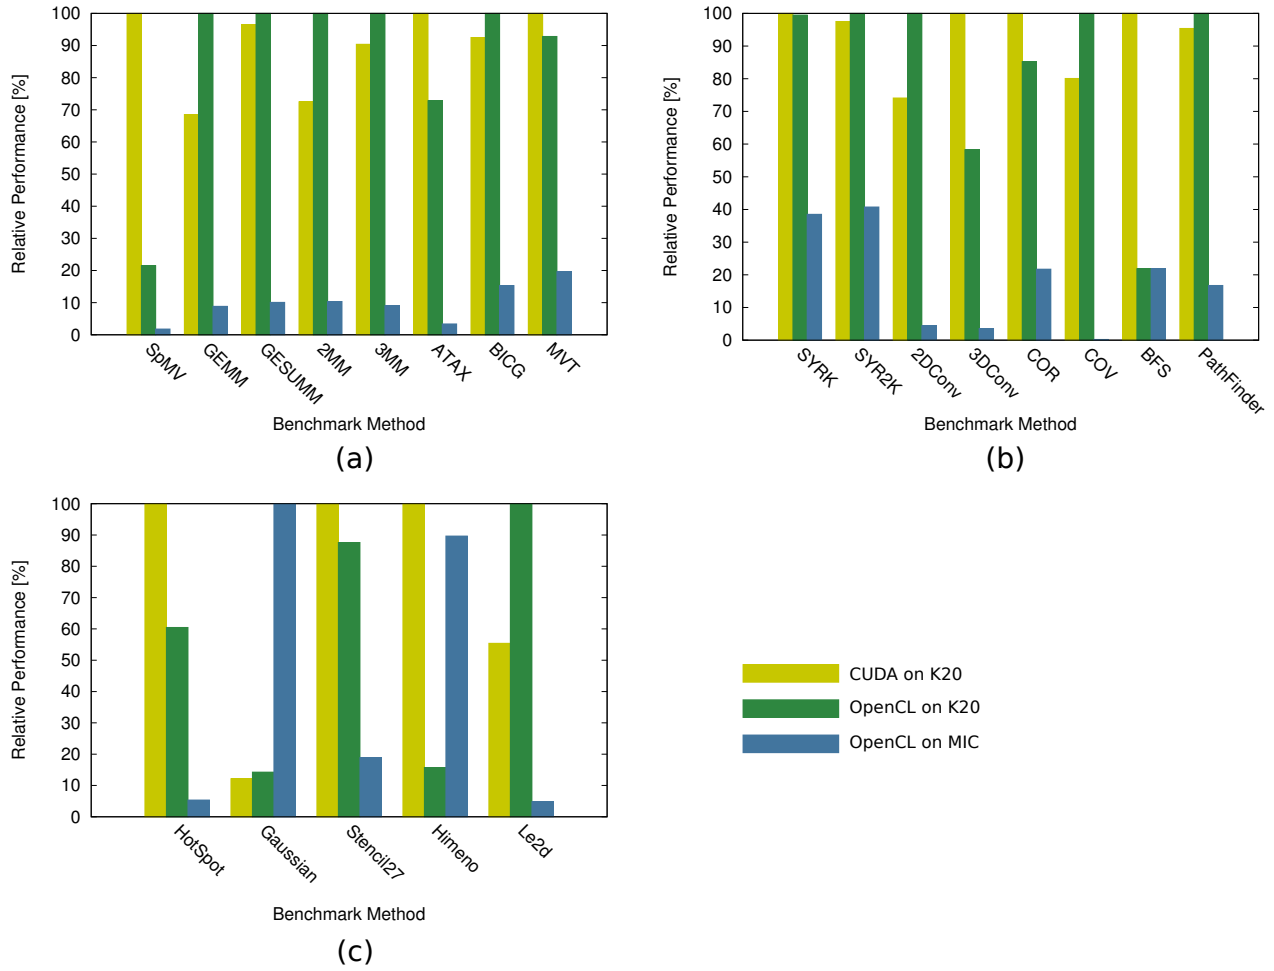 100
90
80
70
60
50
40
30
20
10
0
Relative Performance [%]
SpMV
GEMM
GESUMM
2MM
3MM
ATAX
BICG
MVT
Benchmark Method
(a)
100
90
80
70
60
50
40
30
20
10
0
Relative Performance [%]
SYRK
SYR2K
2DConv
3DConv
COR
COV
BFS
PathFinder
Benchmark Method
(b)
100
90
80
70
60
50
40
30
20
10
0
Relative Performance [%]
HotSpot
Gaussian
Stencil27
Himeno
Le2d
Benchmark Method
(c)
CUDA on K20
OpenCL on K20
OpenCL on MIC